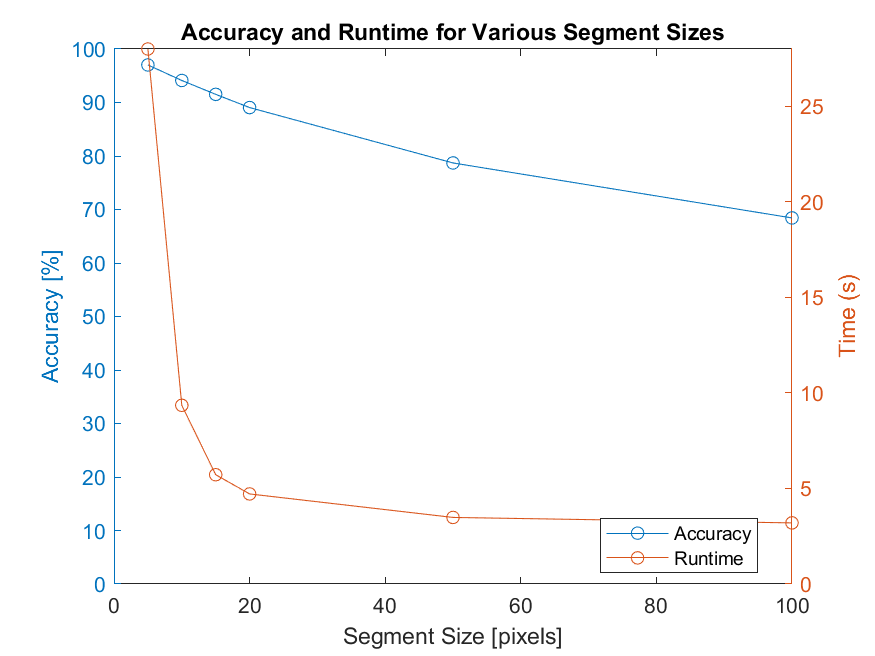 Accuracy and Runtime for Various Segment Sizes
100
90
80
70
60
50
40
30
20
10
0
Accuracy [%]
25
20
15
10
5
0
Time (s)
Accuracy
Runtime
0 20 40 60 80 100
Segment Size [pixels]